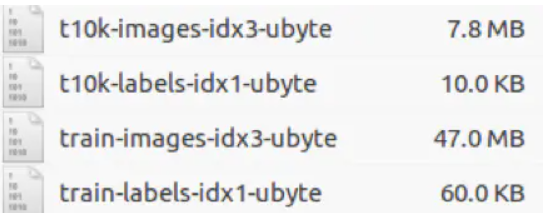 t10k-images-idx3-ubyte 7.8 MB
t10k-labels-idx1-ubyte 10.0 KB
train-images-idx3-ubyte 47.0 MB
train-labels-idx1-ubyte 60.0 KB